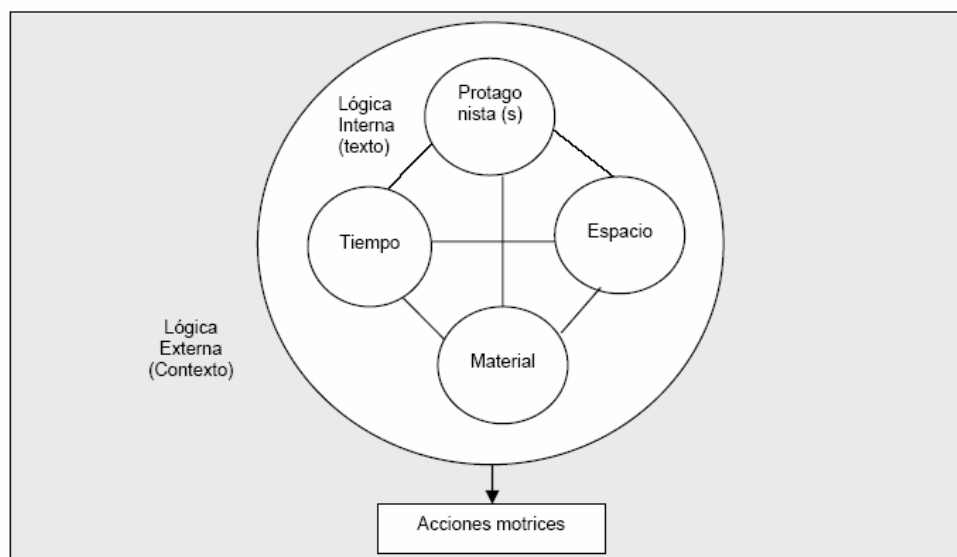 Protago
nista (s)
Lógica
Interna
(texto)
Tiempo
Espacio
Material
Lógica
Externa
(Contexto)
Acciones motrices